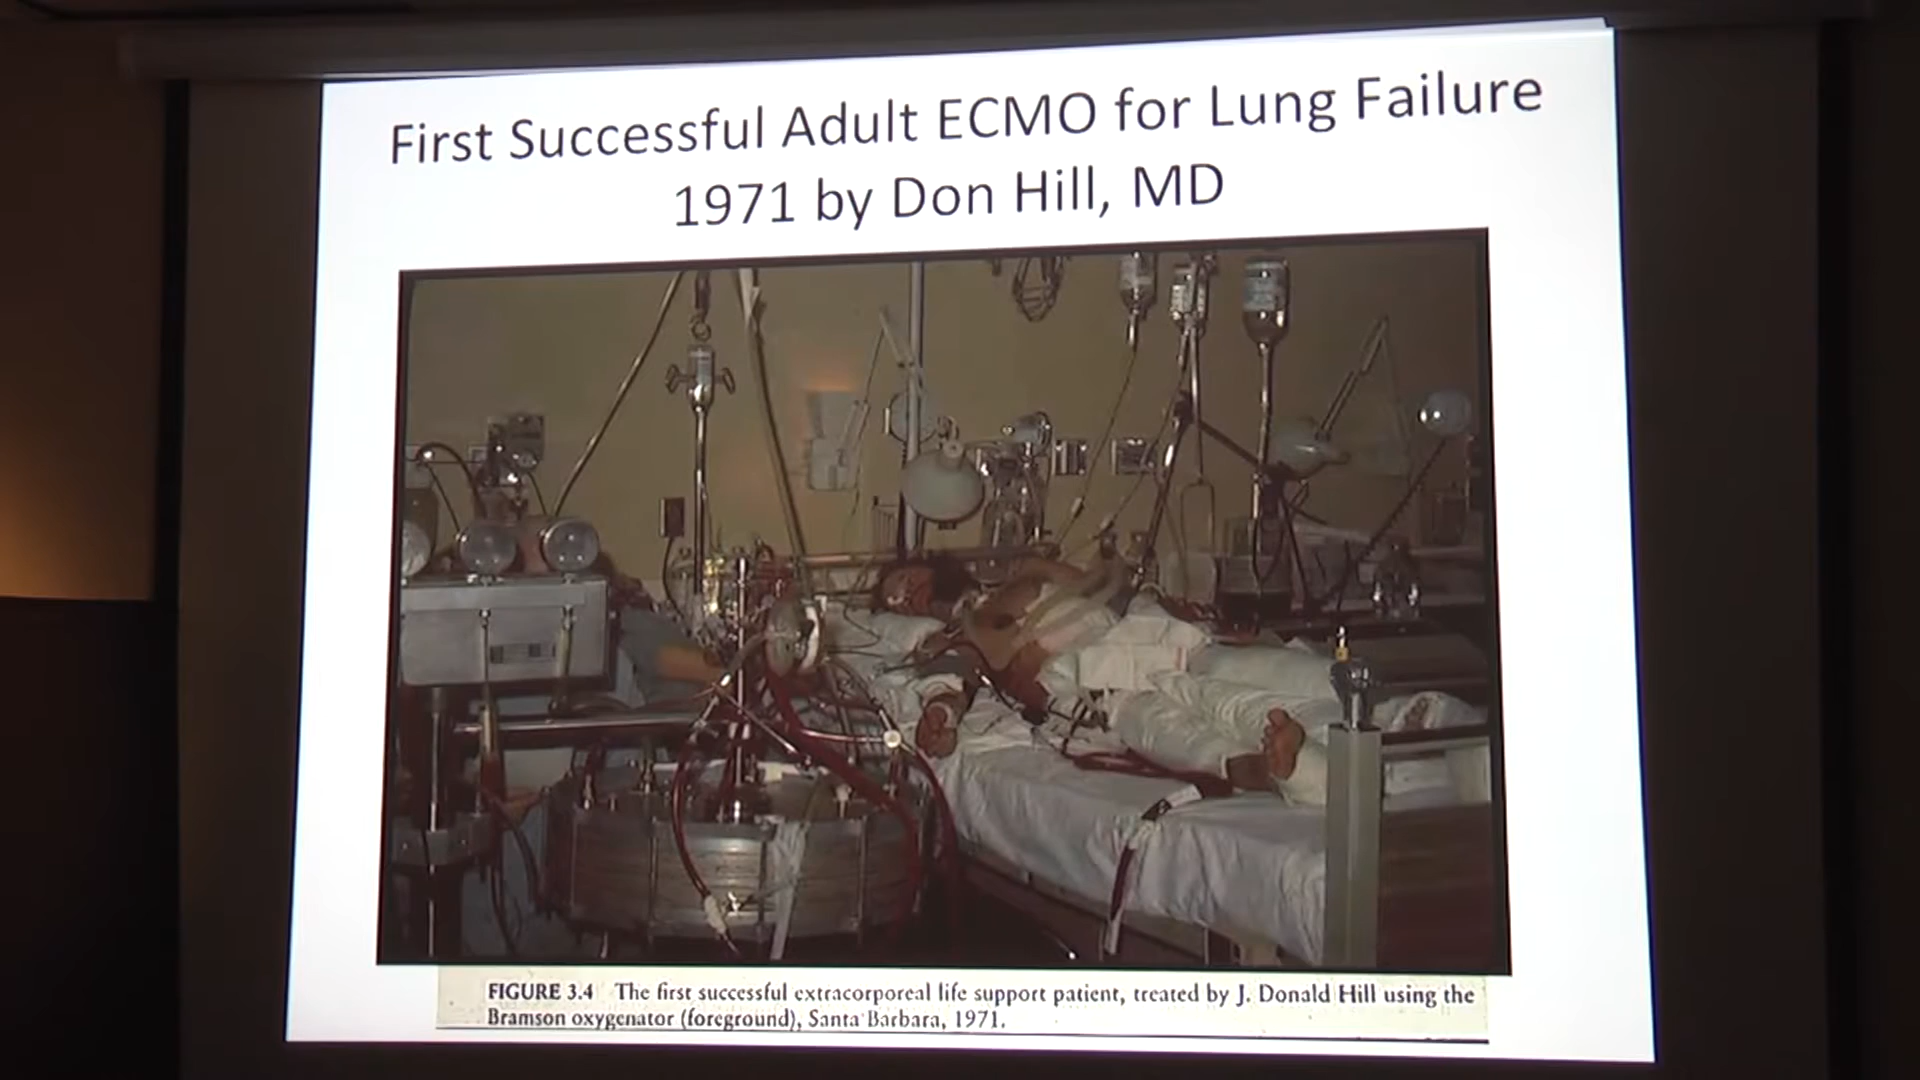 First Successful Adult ECMO for Lung Failure
1971 by Don Hill, MD
FIGURE 3.4 The first successful extracorporeal life support patient, treated by J. Donald Hill using the
Bramson oxygenator (foreground), Santa Barbara, 1971.